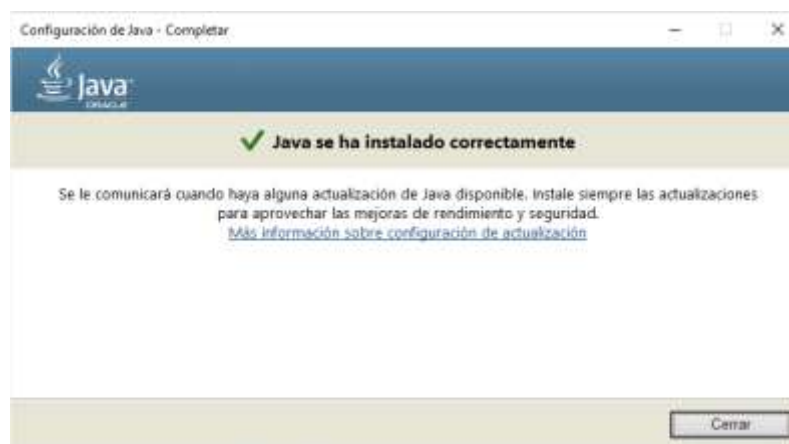 Configuración de Java - Completar
Java
ORACLE
Java se ha instalado correctamente
Se le comunicará cuando haya alguna actualización de Java disponible. Instale siempre las actualizaciones
para aprovechar las mejoras de rendimiento y seguridad.
Más información sobre configuración de actualización
Cerrar